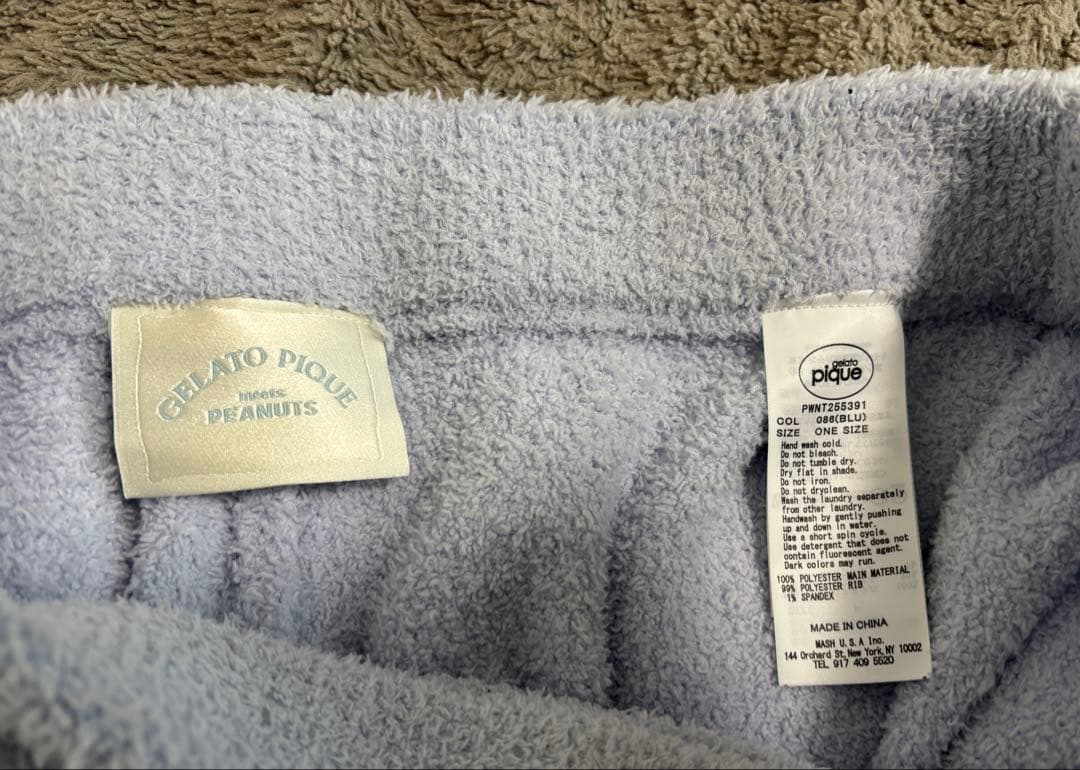 GELATO PIQUE
meets
PEANUTS
gelato
pique
PWNT255391
COL 086(BLU)
SIZE ONE SIZE
Hand wash cold.
Do not bleach.
Do not tumble dry.
Dry flat in shade.
Do not iron.
Do not dryclean.
Wash the laundry separately
from other laundry.
Handwash by gently pushing
up and down in water.
Use a short spin cycle.
Use detergent that does not
contain fluorescent agent.
Dark colors may run.
100% POLYESTER MAIN MATERIAL
99% POLYESTER RIB
1% SPANDEX
MADE IN CHINA
MASH U.S.A Inc.
144 Orchard St, New York, NY 10002
TEL 917 409 5520